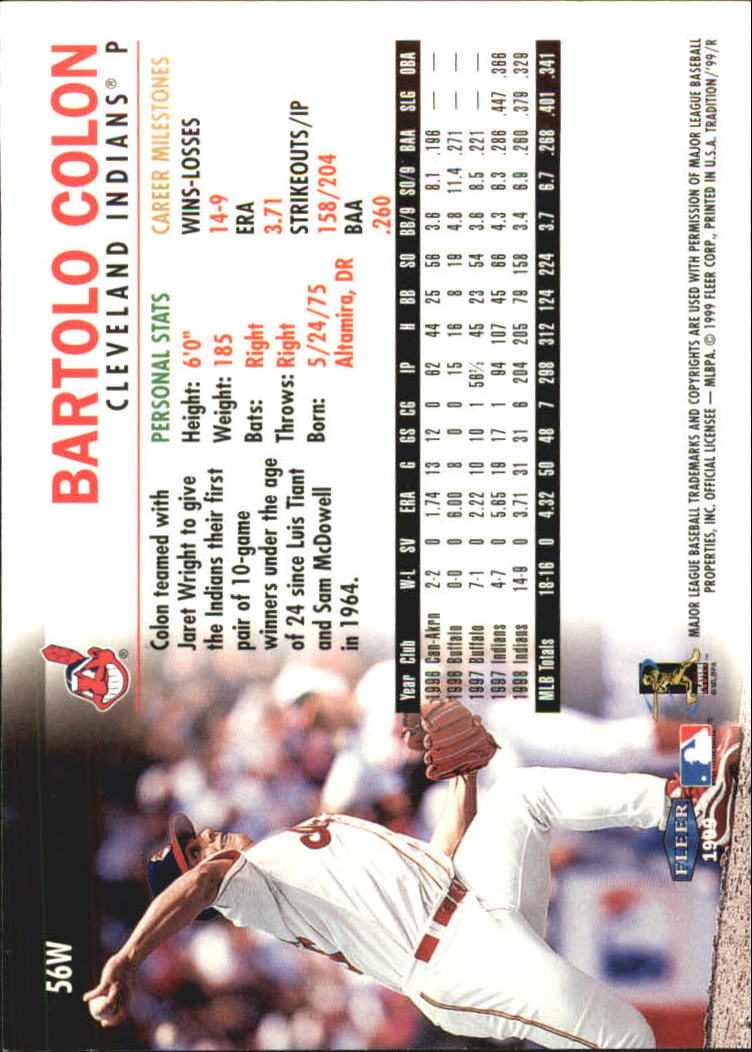 56W
BARTOLO COLON
CLEVELAND INDIANS® P
Colon teamed with
Jaret Wright to give
the Indians their first
pair of 10-game
winners under the age
of 24 since Luis Tiant
and Sam McDowell
in 1964.
PERSONAL STATS
Height: 6'0"
Weight: 185
Bats: Right
Throws: Right
Born: 5/24/75
Altamira, DR
CAREER MILESTONES
WINS-LOSSES
14-9
ERA
3.71
STRIKEOUTS/IP
158/204
BAA
.260
Year Club W-L SV ERA G GS CG IP H BB SO BB/9 SO/9 BAA SLG OBA
1996 Can-Akrn 2-2 0 1.74 13 12 0 62 44 25 56 3.6 8.1 .196 — —
1996 Buffalo 0-0 0 6.00 8 0 0 15 16 8 19 4.8 11.4 .271 — —
1997 Buffalo 7-1 0 2.22 10 10 1 56⅔ 45 23 54 3.6 8.5 .221 — —
1997 Indians 4-7 0 5.65 19 17 1 94 107 45 66 4.3 6.3 .286 .447 .366
1998 Indians 14-9 0 3.71 31 31 6 204 205 79 158 3.4 6.9 .260 .379 .329
MLB Totals 18-16 0 4.32 50 48 7 298 312 124 224 3.7 6.7 .268 .401 .341
MAJOR LEAGUE BASEBALL TRADEMARKS AND COPYRIGHTS ARE USED WITH PERMISSION OF MAJOR LEAGUE BASEBALL
PROPERTIES, INC. OFFICIAL LICENSEE — MLBPA. © 1999 FLEER CORP., PRINTED IN U.S.A. TRADITION/'99/R
FLEER
1999
PLAYERS
CHOICE
©MLBPA